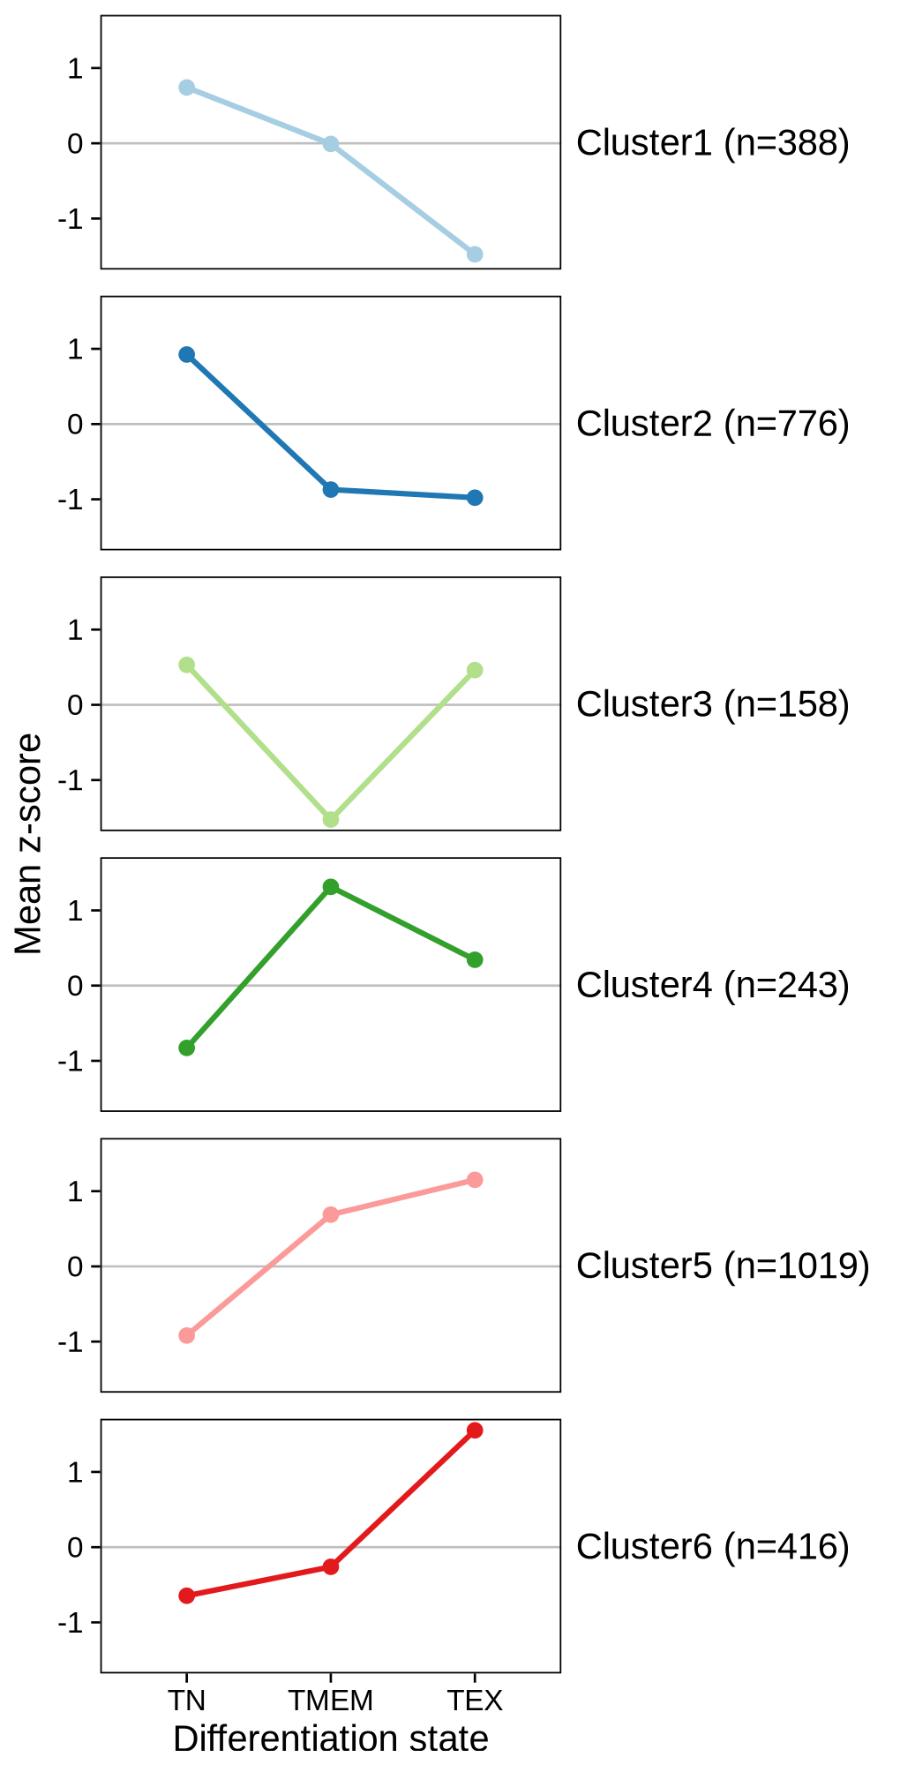 1
0
-1
Cluster1 (n=388)
1
0
-1
Cluster2 (n=776)
1
0
-1
Cluster3 (n=158)
Mean z-score
1
0
-1
Cluster4 (n=243)
1
0
-1
Cluster5 (n=1019)
1
0
-1
Cluster6 (n=416)
TN TMEM TEX
Differentiation state